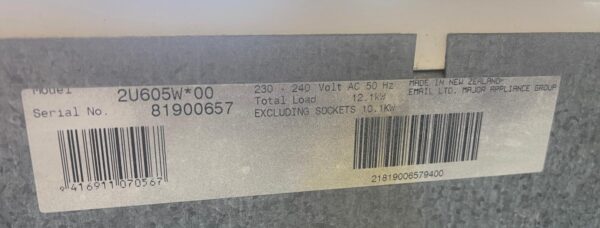 Model 2U605W*00
Serial No. 81900657
230 - 240 Volt AC 50 Hz
Total Load 12.1kW
EXCLUDING SOCKETS 10.1KW
MADE IN NEW ZEALAND
EMAIL LTD. MAJOR APPLIANCE GROUP
9 416911 070567
21819006579400